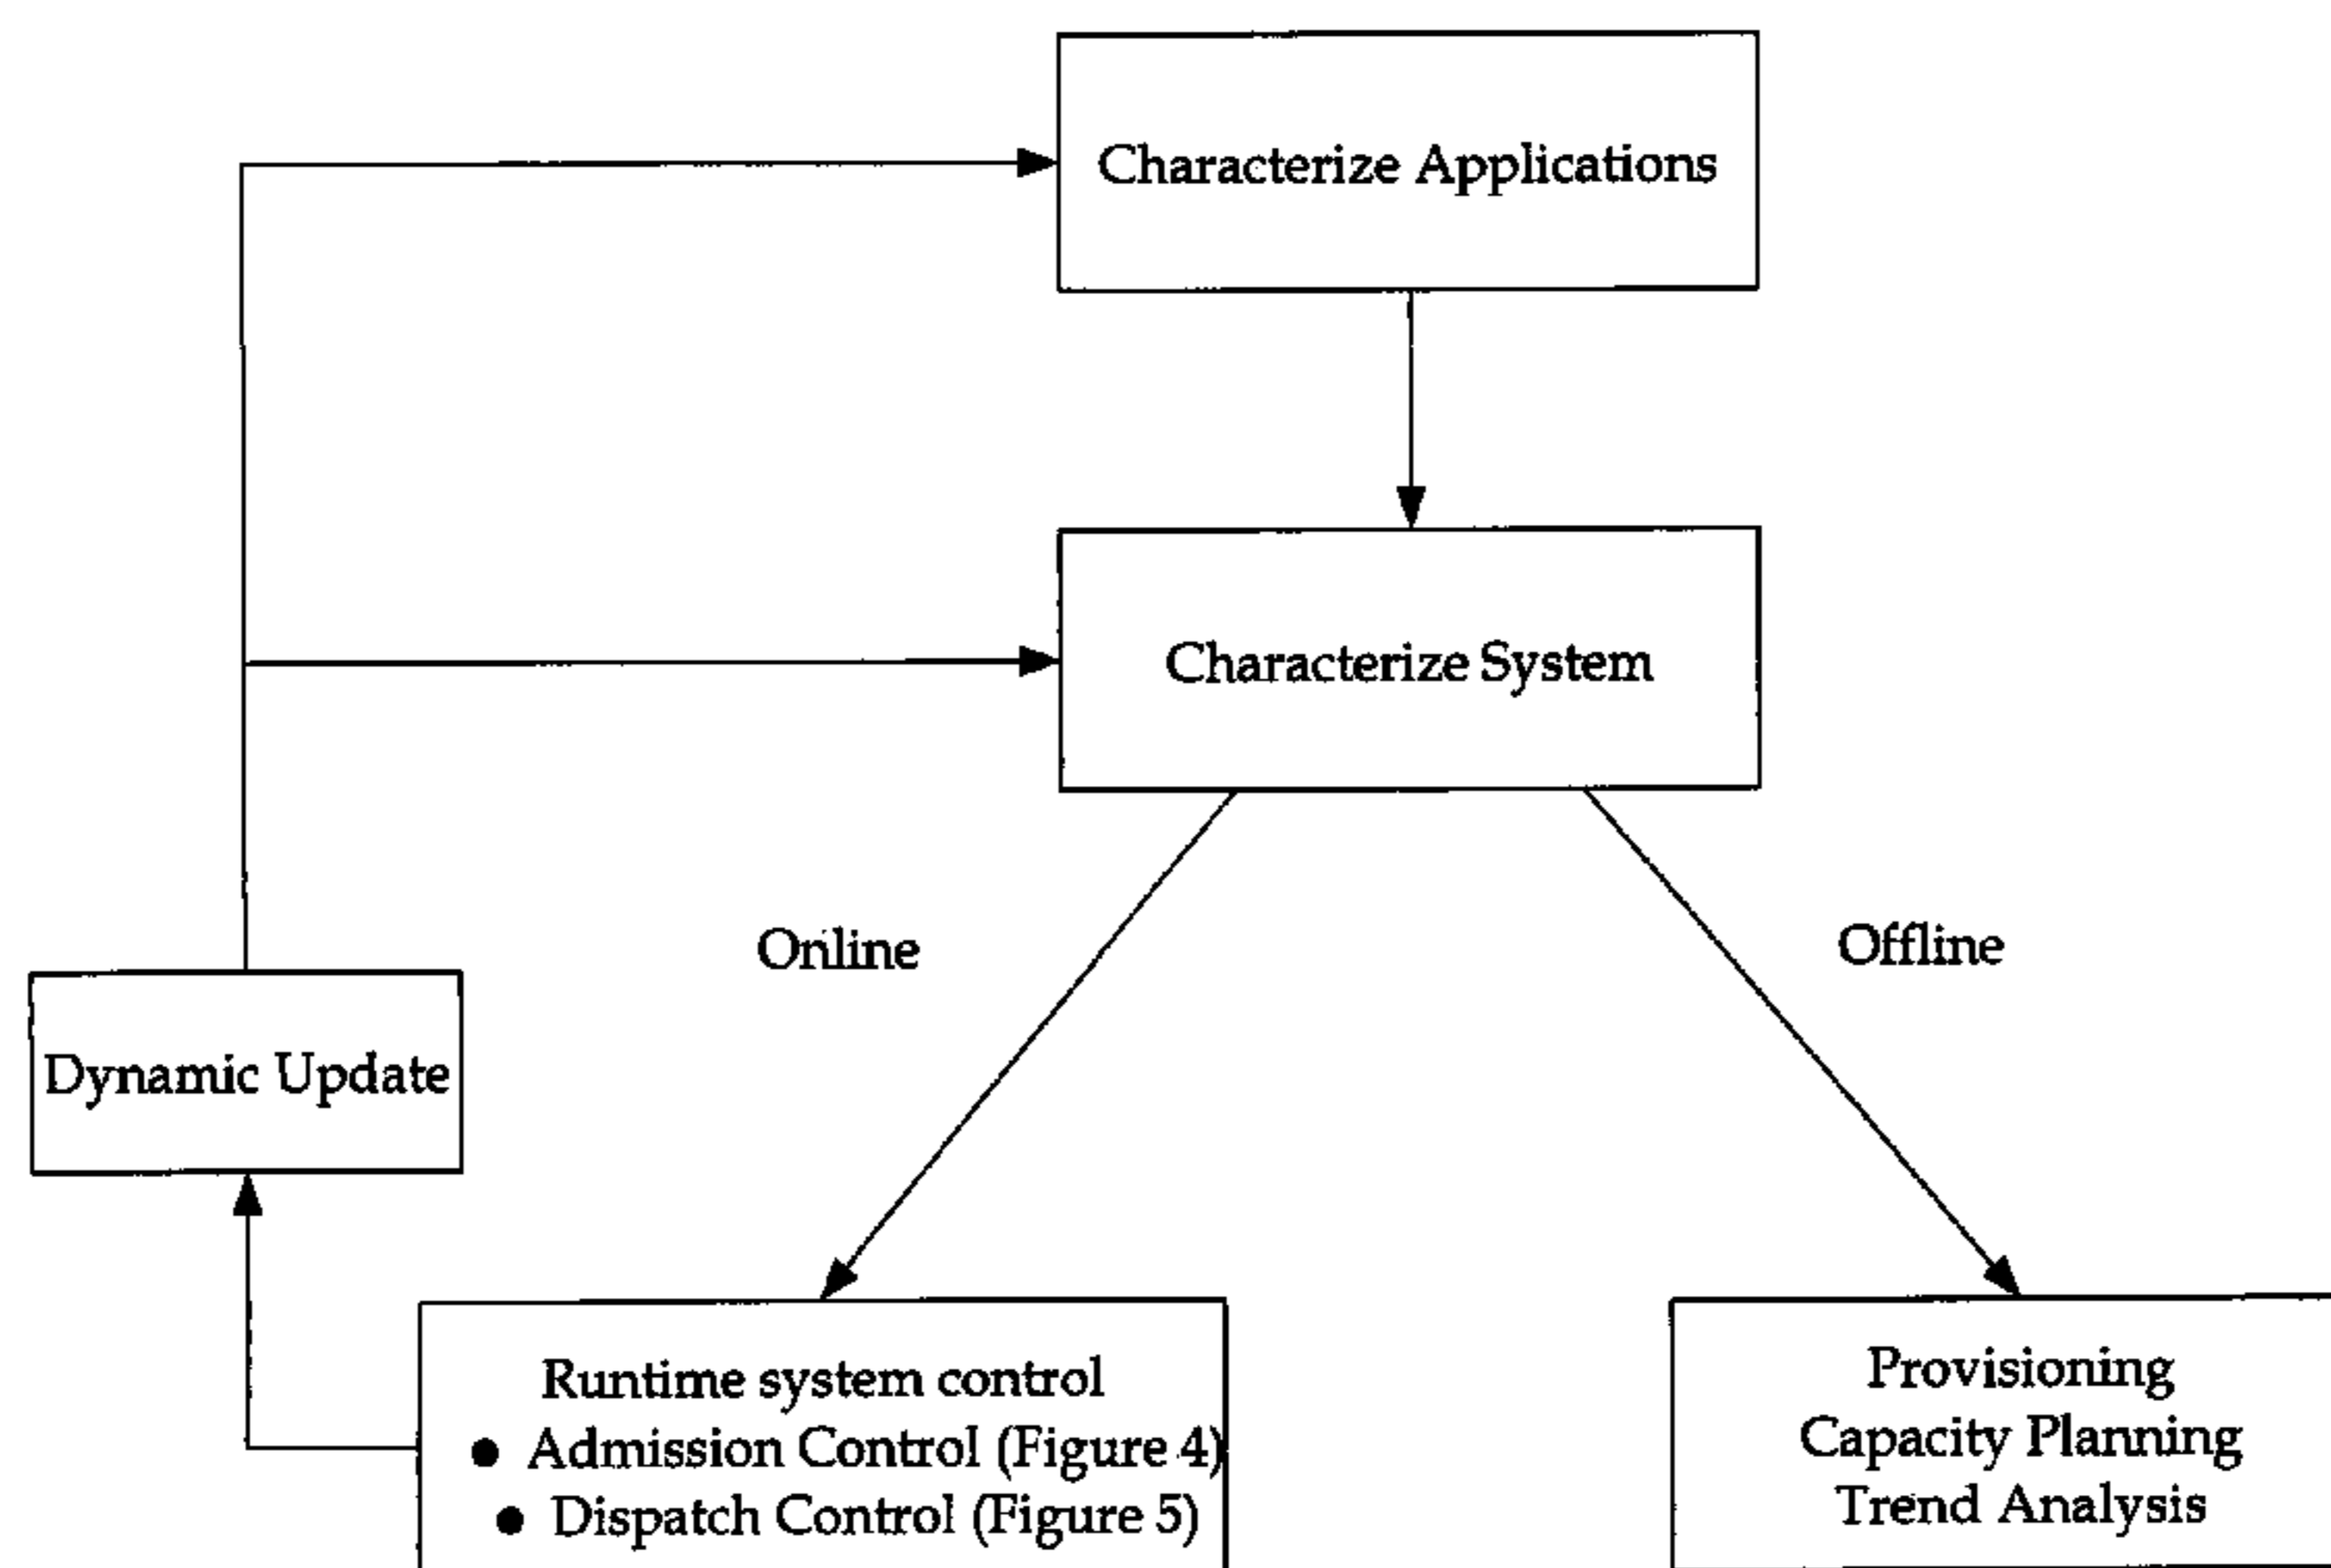 Characterize Applications
Characterize System
Online
Offline
Dynamic Update
Runtime system control
● Admission Control (Figure 4)
● Dispatch Control (Figure 5)
Provisioning
Capacity Planning
Trend Analysis